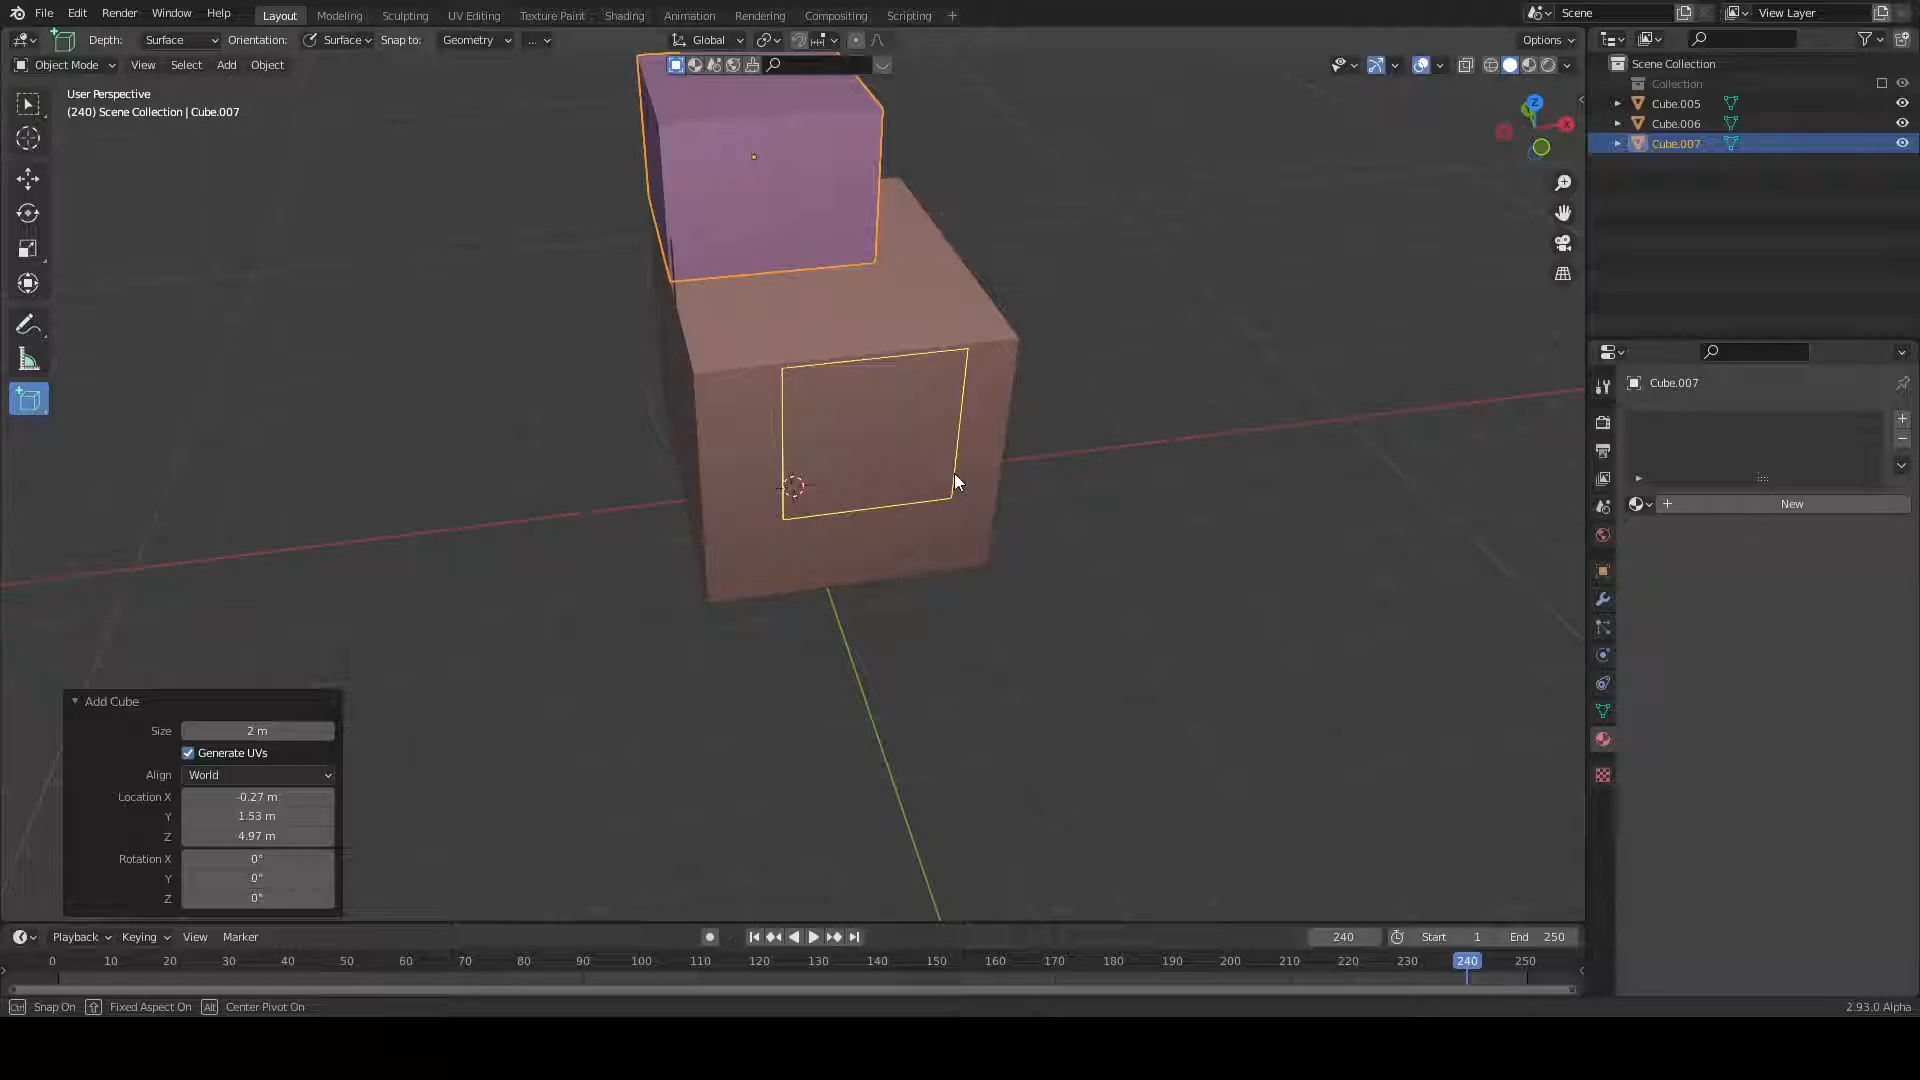 File Edit Render Window Help Layout Modeling Sculpting UV Editing Texture Paint Shading Animation Rendering Compositing Scripting + Scene View Layer
Depth: Surface Orientation: Surface Snap to: Geometry ... Global Options
Object Mode View Select Add Object
User Perspective
(240) Scene Collection | Cube.007
Z
X
Scene Collection
Collection
Cube.005
Cube.006
Cube.007
Cube.007
New
Add Cube
Size 2 m
Generate UVs
Align World
Location X -0.27 m
Y 1.53 m
Z 4.97 m
Rotation X 0°
Y 0°
Z 0°
Playback Keying View Marker 240 Start 1 End 250
0 10 20 30 40 50 60 70 80 90 100 110 120 130 140 150 160 170 180 190 200 210 220 230 240 250
Ctrl Snap On Fixed Aspect On Alt Center Pivot On 2.93.0 Alpha